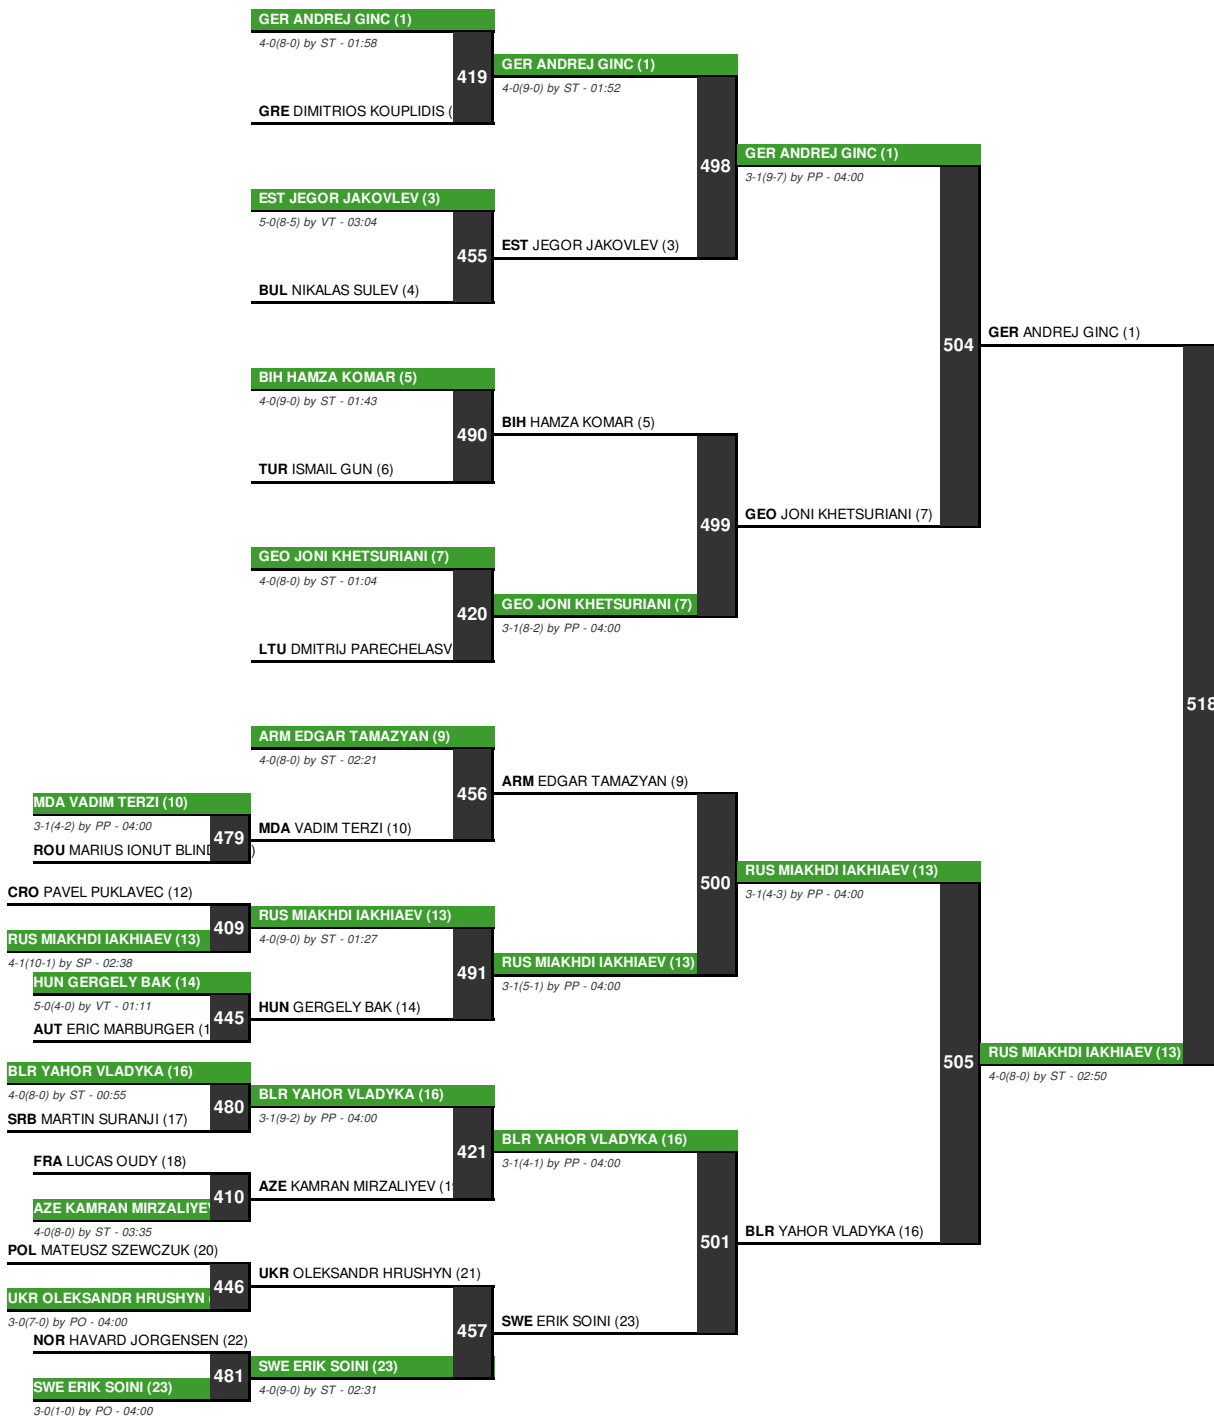 GER ANDREJ GINC (1)
4-0(8-0) by ST - 01:58
419
GRE DIMITRIOS KOUPLIDIS (
GER ANDREJ GINC (1)
4-0(9-0) by ST - 01:52
498
GER ANDREJ GINC (1)
3-1(9-7) by PP - 04:00
EST JEGOR JAKOVLEV (3)
5-0(8-5) by VT - 03:04
455
EST JEGOR JAKOVLEV (3)
BUL NIKALAS SULEV (4)
504
GER ANDREJ GINC (1)
BIH HAMZA KOMAR (5)
4-0(9-0) by ST - 01:43
490
BIH HAMZA KOMAR (5)
TUR ISMAIL GUN (6)
499
GEO JONI KHETSURIANI (7)
GEO JONI KHETSURIANI (7)
4-0(8-0) by ST - 01:04
420
GEO JONI KHETSURIANI (7)
3-1(8-2) by PP - 04:00
LTU DMITRIJ PARECHELASV
518
ARM EDGAR TAMAZYAN (9)
4-0(8-0) by ST - 02:21
456
ARM EDGAR TAMAZYAN (9)
MDA VADIM TERZI (10)
3-1(4-2) by PP - 04:00
479
MDA VADIM TERZI (10)
ROU MARIUS IONUT BLIND )
500
RUS MIAKHDI IAKHIAEV (13)
3-1(4-3) by PP - 04:00
CRO PAVEL PUKLAVEC (12)
409
RUS MIAKHDI IAKHIAEV (13)
4-0(9-0) by ST - 01:27
RUS MIAKHDI IAKHIAEV (13)
4-1(10-1) by SP - 02:38
491
RUS MIAKHDI IAKHIAEV (13)
3-1(5-1) by PP - 04:00
HUN GERGELY BAK (14)
5-0(4-0) by VT - 01:11
445
HUN GERGELY BAK (14)
AUT ERIC MARBURGER (1
505
RUS MIAKHDI IAKHIAEV (13)
4-0(8-0) by ST - 02:50
BLR YAHOR VLADYKA (16)
4-0(8-0) by ST - 00:55
480
BLR YAHOR VLADYKA (16)
3-1(9-2) by PP - 04:00
SRB MARTIN SURANJI (17)
421
BLR YAHOR VLADYKA (16)
3-1(4-1) by PP - 04:00
FRA LUCAS OUDY (18)
410
AZE KAMRAN MIRZALIYEV (19
AZE KAMRAN MIRZALIYEV
4-0(8-0) by ST - 03:35
501
BLR YAHOR VLADYKA (16)
POL MATEUSZ SZEWCZUK (20)
446
UKR OLEKSANDR HRUSHYN (21)
UKR OLEKSANDR HRUSHYN (
3-0(7-0) by PO - 04:00
457
SWE ERIK SOINI (23)
NOR HAVARD JORGENSEN (22)
481
SWE ERIK SOINI (23)
4-0(9-0) by ST - 02:31
SWE ERIK SOINI (23)
3-0(1-0) by PO - 04:00